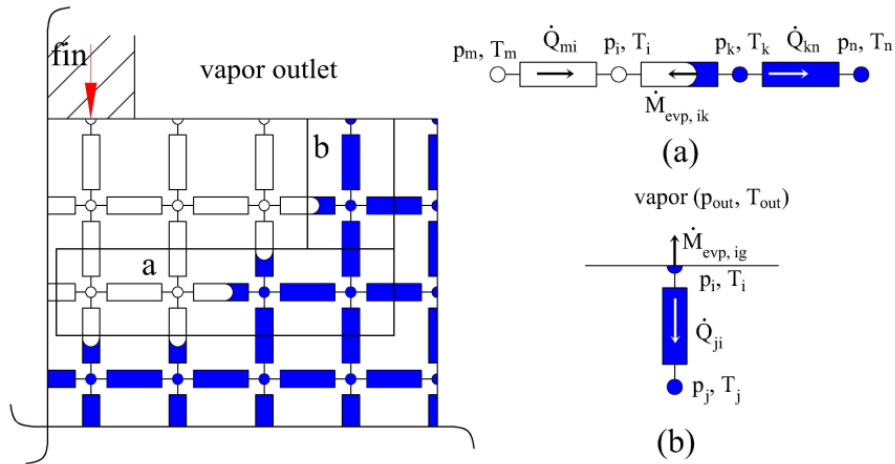 fin
vapor outlet
b
a
p_m, T_m
Q̇_mi
p_i, T_i
p_k, T_k
Q̇_kn
p_n, T_n
Ṁ_evp, ik
(a)
vapor (p_out, T_out)
Ṁ_evp, ig
p_i, T_i
Q̇_ji
p_j, T_j
(b)